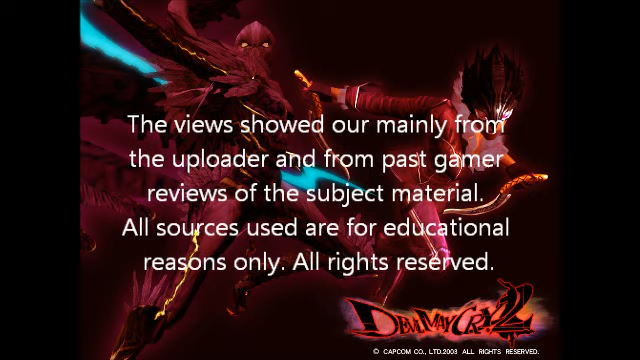 The views showed our mainly from
the uploader and from past gamer
reviews of the subject material.
All sources used are for educational
reasons only. All rights reserved.
DEVIL MAY CRY 2
© CAPCOM CO., LTD.2003 ALL RIGHTS RESERVED.